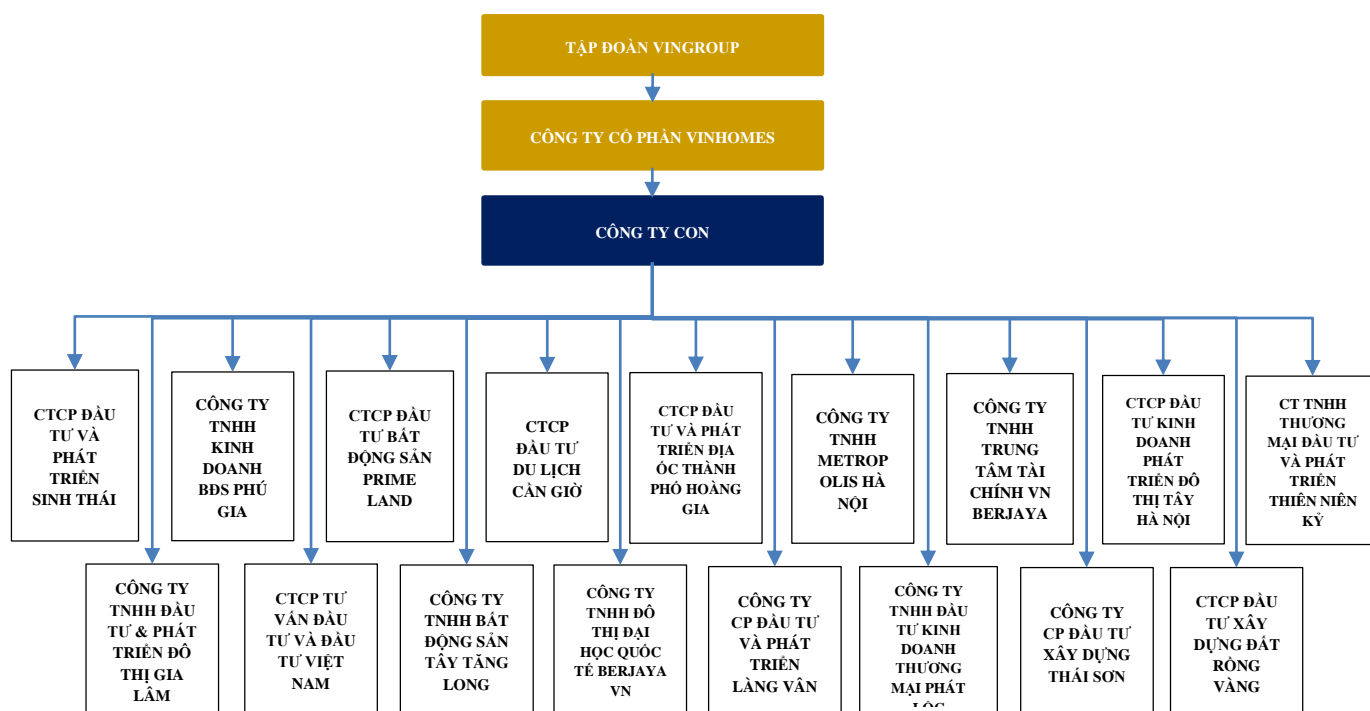 TẬP ĐOÀN VINGROUP
CÔNG TY CỔ PHẦN VINHOMES
CÔNG TY CON
CTCP ĐẦU
TƯ VÀ
PHÁT
TRIỂN
SINH THÁI
CÔNG TY
TNHH
KINH
DOANH
BĐS PHÚ
GIA
CTCP ĐẦU
TƯ BẤT
ĐỘNG SẢN
PRIME
LAND
CTCP
ĐẦU TƯ
DU LỊCH
CẦN GIỜ
CTCP ĐẦU
TƯ VÀ PHÁT
TRIỂN ĐỊA
ỐC THÀNH
PHỐ HOÀNG
GIA
CÔNG TY
TNHH
METROP
OLIS HÀ
NỘI
CÔNG TY
TNHH
TRUNG
TÂM TÀI
CHÍNH VN
BERJAYA
CTCP ĐẦU
TƯ KINH
DOANH
PHÁT
TRIỂN ĐÔ
THỊ TÂY
HÀ NỘI
CT TNHH
THƯƠNG
MẠI ĐẦU TƯ
VÀ PHÁT
TRIỂN
THIÊN NIÊN
KỶ
CÔNG TY
TNHH ĐẦU
TƯ & PHÁT
TRIỂN ĐÔ
THỊ GIA
LÂM
CTCP TƯ
VẤN ĐẦU
TƯ VÀ ĐẦU
TƯ VIỆT
NAM
CÔNG TY
TNHH BẤT
ĐỘNG SẢN
TÂY TĂNG
LONG
CÔNG TY
TNHH ĐÔ
THỊ ĐẠI
HỌC QUỐC
TẾ BERJAYA
VN
CÔNG TY
CP ĐẦU TƯ
VÀ PHÁT
TRIỂN
LÀNG VÂN
CÔNG TY
TNHH ĐẦU
TƯ KINH
DOANH
THƯƠNG
MẠI PHÁT
LỘC
CÔNG TY
CP ĐẦU TƯ
XÂY DỰNG
THÁI SƠN
CTCP ĐẦU
TƯ XÂY
DỰNG ĐẤT
RỒNG
VÀNG